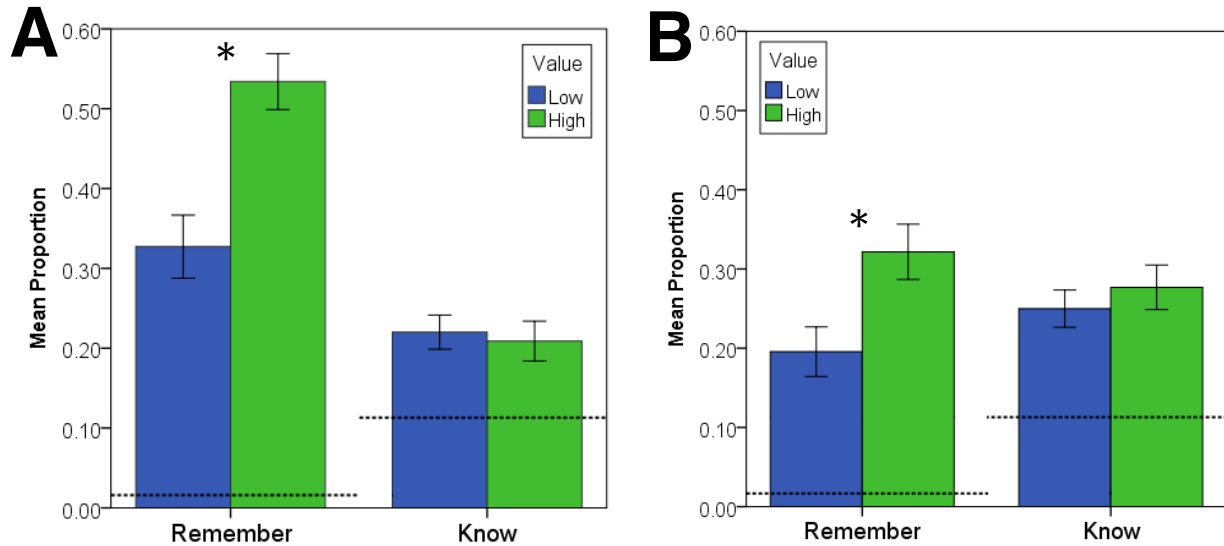 A
Mean Proportion
0.60
0.50
0.40
0.30
0.20
0.10
0.00
*
Value
Low
High
Remember
Know
B
Mean Proportion
0.60
0.50
0.40
0.30
0.20
0.10
0.00
*
Value
Low
High
Remember
Know